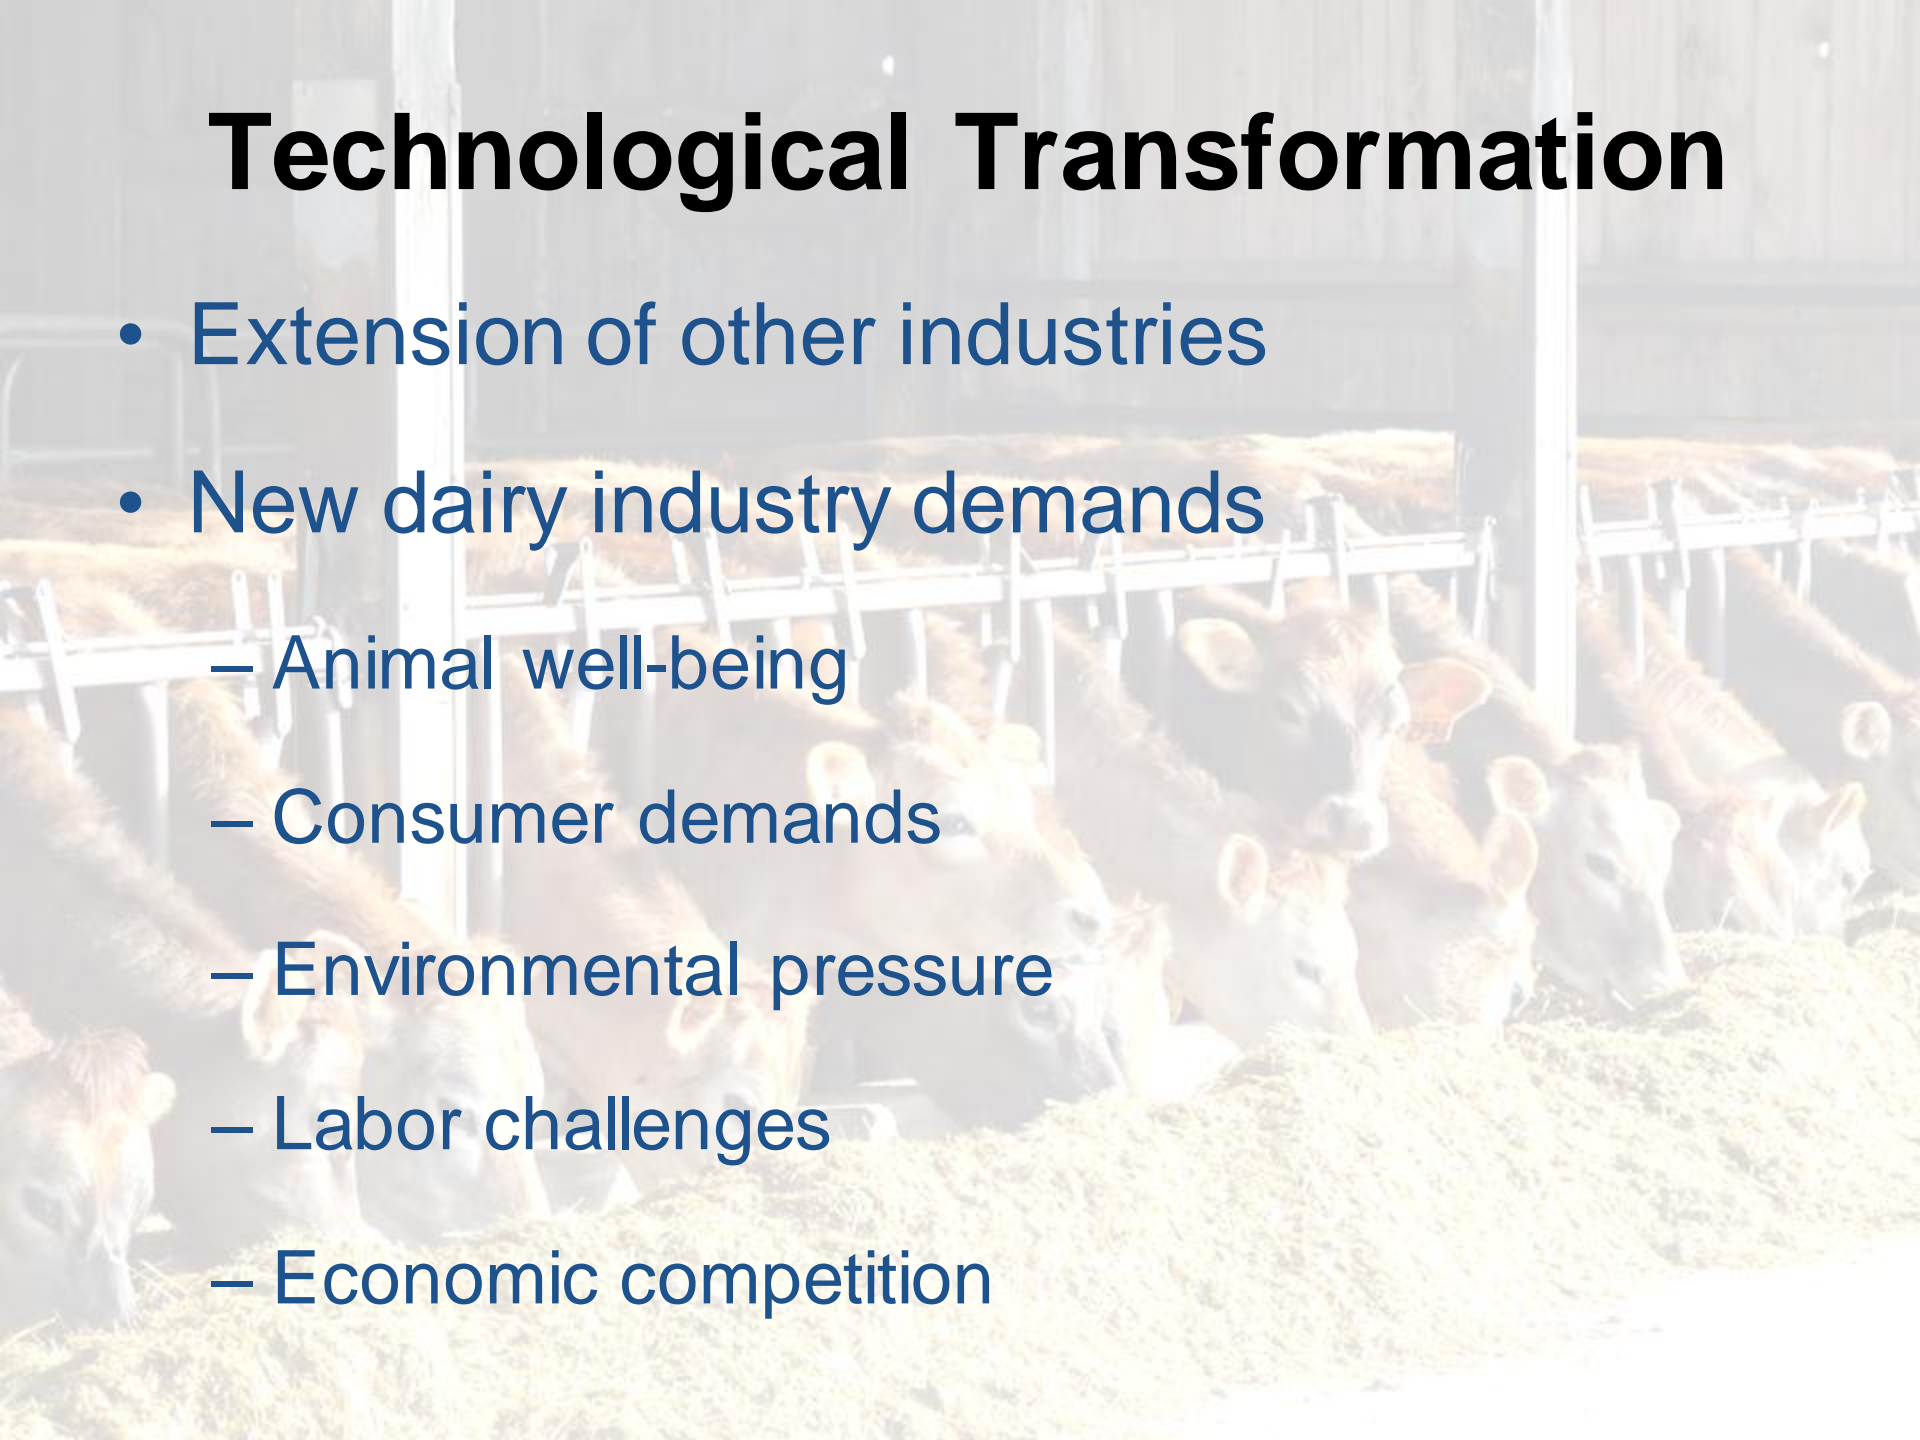 Technological Transformation
• Extension of other industries
• New dairy industry demands
– Animal well-being
– Consumer demands
– Environmental pressure
– Labor challenges
– Economic competition